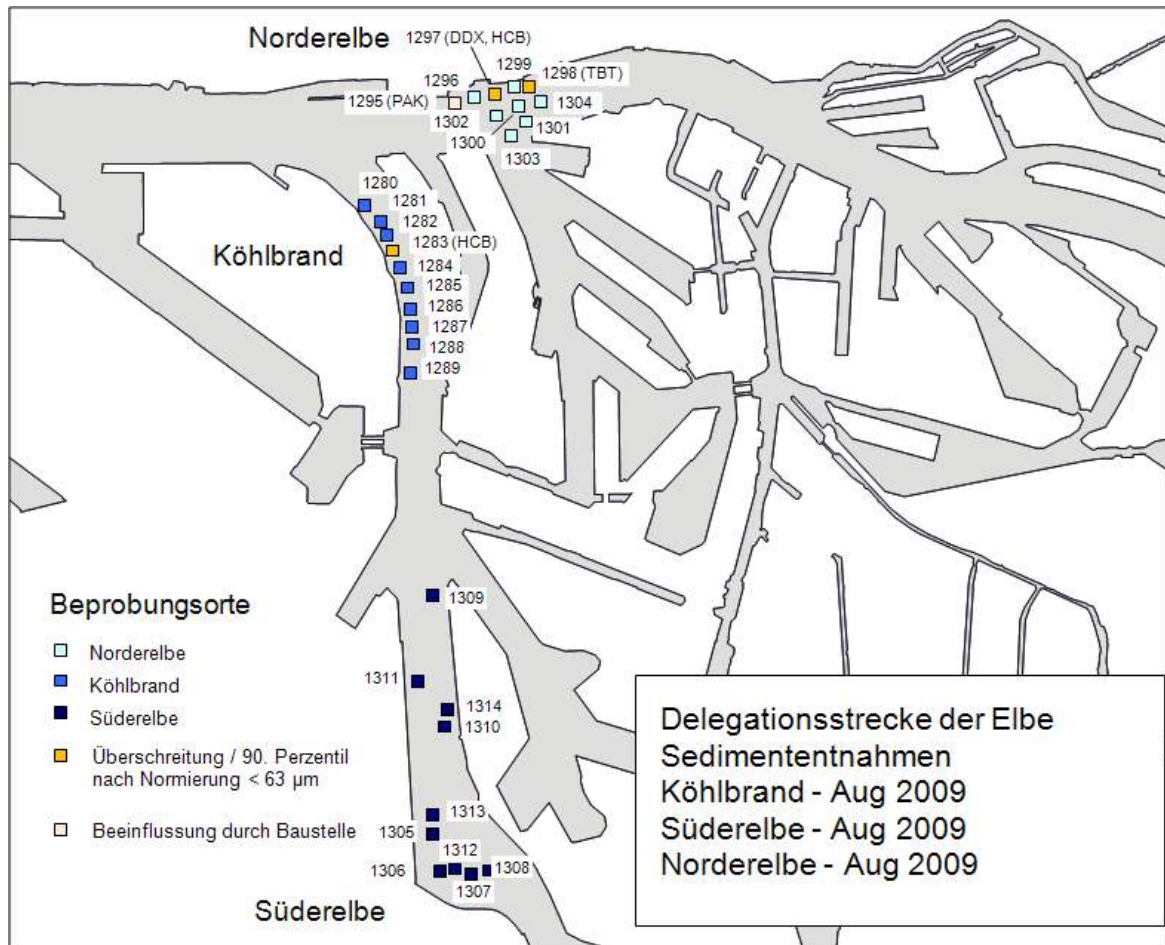 Norderelbe
1297 (DDX, HCB)
1299
1298 (TBT)
1296
1295 (PAK)
1304
1302
1301
1300
1303
1280
1281
1282
1283 (HCB)
Köhlbrand
1284
1285
1286
1287
1288
1289
1309
1311
1314
1310
1313
1305
1312
1306
1308
1307
Süderelbe
Beprobungsorte
Norderelbe
Köhlbrand
Süderelbe
Überschreitung / 90. Perzentil
nach Normierung < 63 µm
Beeinflussung durch Baustelle
Delegationsstrecke der Elbe
Sedimententnahmen
Köhlbrand - Aug 2009
Süderelbe - Aug 2009
Norderelbe - Aug 2009